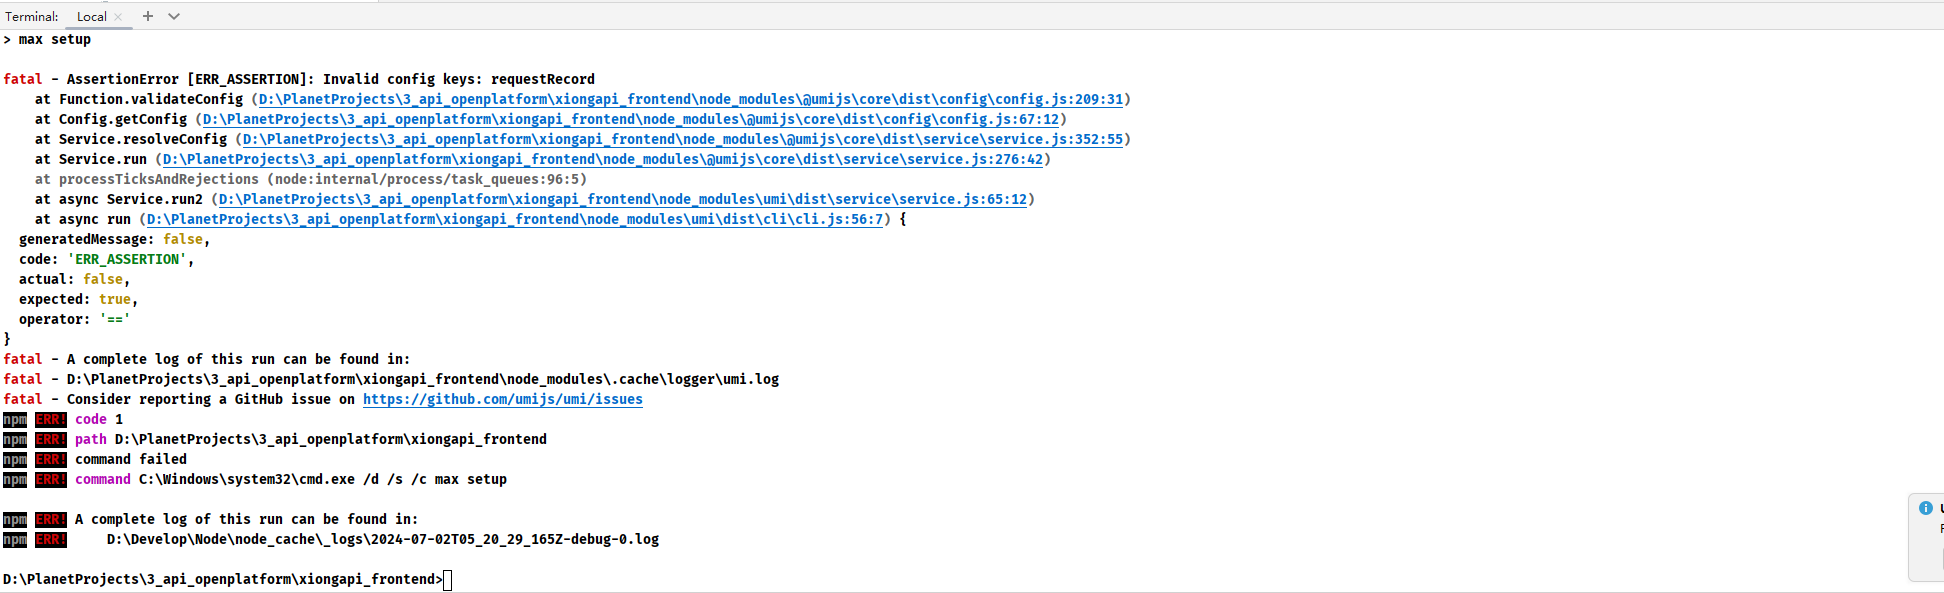 Terminal: Local
> max setup
fatal - AssertionError [ERR_ASSERTION]: Invalid config keys: requestRecord
at Function.validateConfig (D:\PlanetProjects\3_api_openplatform\xiongapi_frontend\node_modules\@umijs\core\dist\config\config.js:209:31)
at Config.getConfig (D:\PlanetProjects\3_api_openplatform\xiongapi_frontend\node_modules\@umijs\core\dist\config\config.js:67:12)
at Service.resolveConfig (D:\PlanetProjects\3_api_openplatform\xiongapi_frontend\node_modules\@umijs\core\dist\service\service.js:352:55)
at Service.run (D:\PlanetProjects\3_api_openplatform\xiongapi_frontend\node_modules\@umijs\core\dist\service\service.js:276:42)
at processTicksAndRejections (node:internal/process/task_queues:96:5)
at async Service.run2 (D:\PlanetProjects\3_api_openplatform\xiongapi_frontend\node_modules\umi\dist\service\service.js:65:12)
at async run (D:\PlanetProjects\3_api_openplatform\xiongapi_frontend\node_modules\umi\dist\cli\cli.js:56:7) {
generatedMessage: false,
code: 'ERR_ASSERTION',
actual: false,
expected: true,
operator: '=='
}
fatal - A complete log of this run can be found in:
fatal - D:\PlanetProjects\3_api_openplatform\xiongapi_frontend\node_modules\.cache\logger\umi.log
fatal - Consider reporting a GitHub issue on https://github.com/umijs/umi/issues
npm ERR! code 1
npm ERR! path D:\PlanetProjects\3_api_openplatform\xiongapi_frontend
npm ERR! command failed
npm ERR! command C:\Windows\system32\cmd.exe /d /s /c max setup
npm ERR! A complete log of this run can be found in:
npm ERR! D:\Develop\Node\node_cache\_logs\2024-07-02T05_20_29_165Z-debug-0.log
D:\PlanetProjects\3_api_openplatform\xiongapi_frontend>